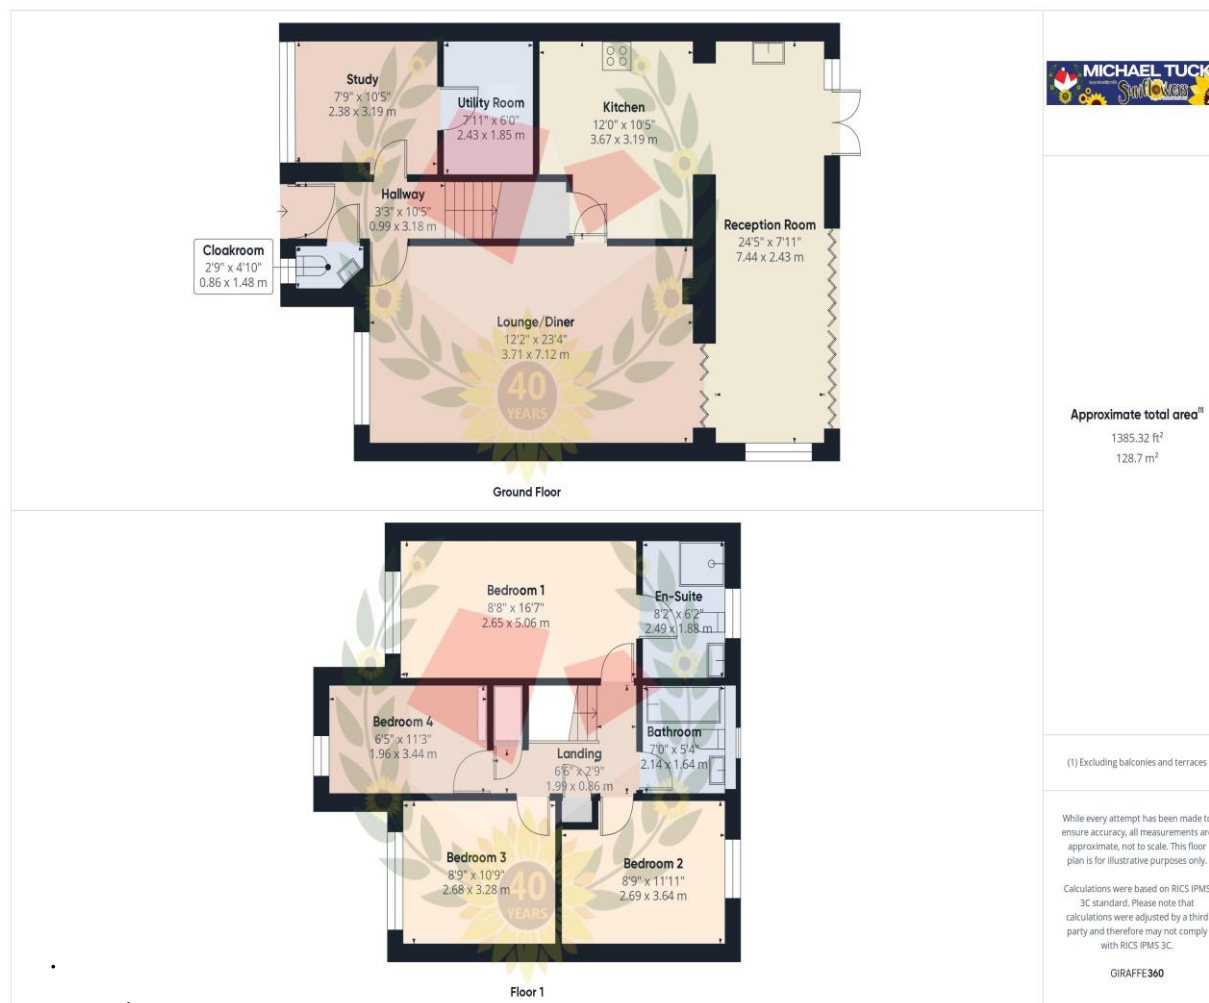 Study
7'9" x 10'5"
2.38 x 3.19 m
Utility Room
7'11" x 6'0"
2.43 x 1.85 m
Kitchen
12'0" x 10'5"
3.67 x 3.19 m
Hallway
3'3" x 10'5"
0.99 x 3.18 m
Cloakroom
2'9" x 4'10"
0.86 x 1.48 m
Reception Room
24'5" x 7'11"
7.44 x 2.43 m
Lounge/Diner
12'2" x 23'4"
3.71 x 7.12 m
40
YEARS
Ground Floor
Bedroom 1
8'8" x 16'7"
2.65 x 5.06 m
En-Suite
8'2" x 6'2"
2.49 x 1.88 m
Bedroom 4
6'5" x 11'3"
1.96 x 3.44 m
Landing
6'6" x 2'9"
1.99 x 0.86 m
Bathroom
7'0" x 5'4"
2.14 x 1.64 m
Bedroom 3
8'9" x 10'9"
2.68 x 3.28 m
Bedroom 2
8'9" x 11'11"
2.69 x 3.64 m
40
YEARS
Floor 1
MICHAEL TUCK
Sunflowers
Approximate total area(1)
1385.32 ft²
128.7 m²
(1) Excluding balconies and terraces
While every attempt has been made to
ensure accuracy, all measurements are
approximate, not to scale. This floor
plan is for illustrative purposes only.
Calculations were based on RICS IPMS
3C standard. Please note that
calculations were adjusted by a third
party and therefore may not comply
with RICS IPMS 3C.
GIRAFFE360